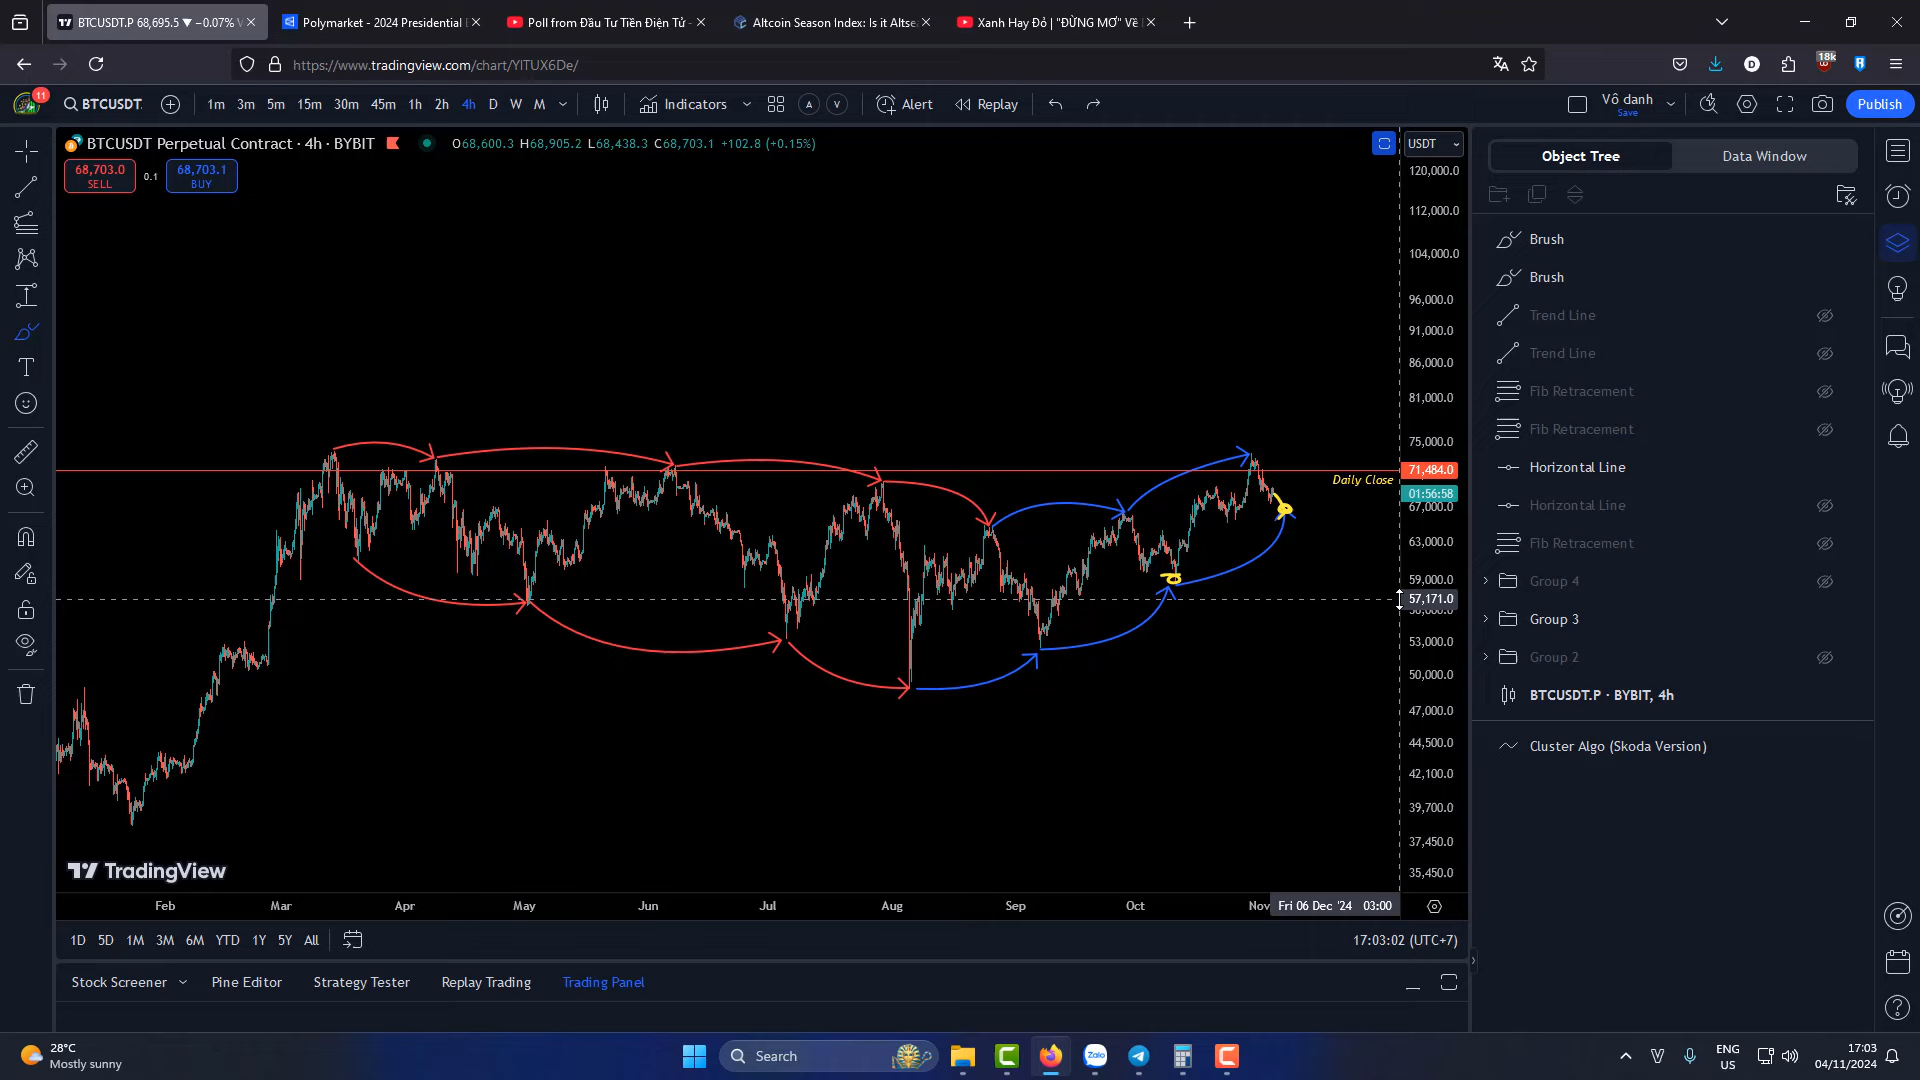 BTCUSDT.P 68,695.5 ▼ −0.07% V
Polymarket - 2024 Presidential E
Poll from Đầu Tư Tiền Điện Tử -
Altcoin Season Index: Is it Altsea
Xanh Hay Đỏ | "ĐỪNG MƠ" Về
https://www.tradingview.com/chart/YlTUX6De/
18k
11
BTCUSDT.
1m 3m 5m 15m 30m 45m 1h 2h 4h D W M
Indicators
A V
Alert
Replay
Vô danh
Save
Publish
BTCUSDT Perpetual Contract · 4h · BYBIT
O68,600.3 H68,905.2 L68,438.3 C68,703.1 +102.8 (+0.15%)
68,703.0
SELL
0.1
68,703.1
BUY
USDT
120,000.0
112,000.0
104,000.0
96,000.0
91,000.0
86,000.0
81,000.0
75,000.0
71,484.0
Daily Close
01:56:58
67,000.0
63,000.0
59,000.0
57,171.0
53,000.0
50,000.0
47,000.0
44,500.0
42,100.0
39,700.0
37,450.0
35,450.0
TradingView
Feb Mar Apr May Jun Jul Aug Sep Oct Nov
Fri 06 Dec '24 03:00
1D 5D 1M 3M 6M YTD 1Y 5Y All
17:03:02 (UTC+7)
Stock Screener Pine Editor Strategy Tester Replay Trading Trading Panel
Object Tree
Data Window
Brush
Brush
Trend Line
Trend Line
Fib Retracement
Fib Retracement
Horizontal Line
Horizontal Line
Fib Retracement
Group 4
Group 3
Group 2
BTCUSDT.P · BYBIT, 4h
Cluster Algo (Skoda Version)
28°C
Mostly sunny
Search
Zalo
ENG
US
17:03
04/11/2024